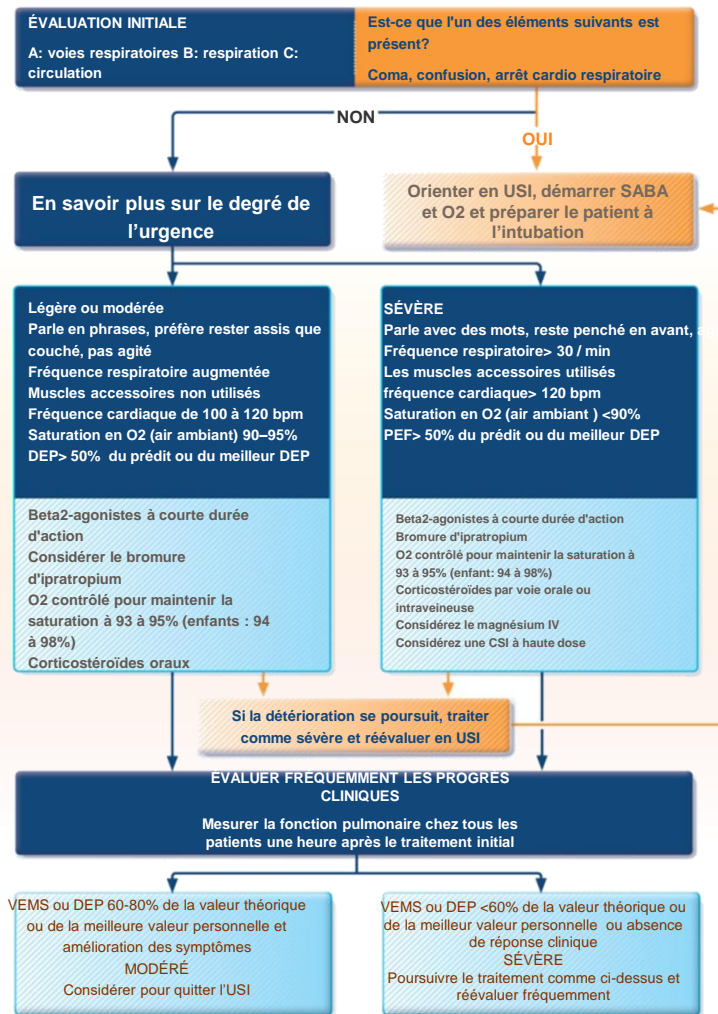 ÉVALUATION INITIALE
A: voies respiratoires B: respiration C:
circulation
Est-ce que l'un des éléments suivants est
présent?
Coma, confusion, arrêt cardio respiratoire
NON
OUI
En savoir plus sur le degré de
l'urgence
Orienter en USI, démarrer SABA
et O2 et préparer le patient à
l'intubation
Légère ou modérée
Parle en phrases, préfère rester assis que
couché, pas agité
Fréquence respiratoire augmentée
Muscles accessoires non utilisés
Fréquence cardiaque de 100 à 120 bpm
Saturation en O2 (air ambiant) 90–95%
DEP> 50% du prédit ou du meilleur DEP
SÉVÈRE
Parle avec des mots, reste penché en avant,
Fréquence respiratoire> 30 / min
Les muscles accessoires utilisés
fréquence cardiaque> 120 bpm
Saturation en O2 (air ambiant ) <90%
PEF> 50% du prédit ou du meilleur DEP
Beta2-agonistes à courte durée
d'action
Considérer le bromure
d'ipratropium
O2 contrôlé pour maintenir la
saturation à 93 à 95% (enfants : 94
à 98%)
Corticostéroïdes oraux
Beta2-agonistes à courte durée d'action
Bromure d'ipratropium
O2 contrôlé pour maintenir la saturation à
93 à 95% (enfant: 94 à 98%)
Corticostéroïdes par voie orale ou
intraveineuse
Considérez le magnésium IV
Considérez une CSI à haute dose
Si la détérioration se poursuit, traiter
comme sévère et réévaluer en USI
ÉVALUER FRÉQUEMMENT LES PROGRÈS
CLINIQUES
Mesurer la fonction pulmonaire chez tous les
patients une heure après le traitement initial
VEMS ou DEP 60-80% de la valeur théorique
ou de la meilleure valeur personnelle et
amélioration des symptômes
MODÉRÉ
Considérer pour quitter l'USI
VEMS ou DEP <60% de la valeur théorique ou
de la meilleur valeur personnelle ou absence
de réponse clinique
SÉVÈRE
Poursuivre le traitement comme ci-dessus et
réévaluer fréquemment